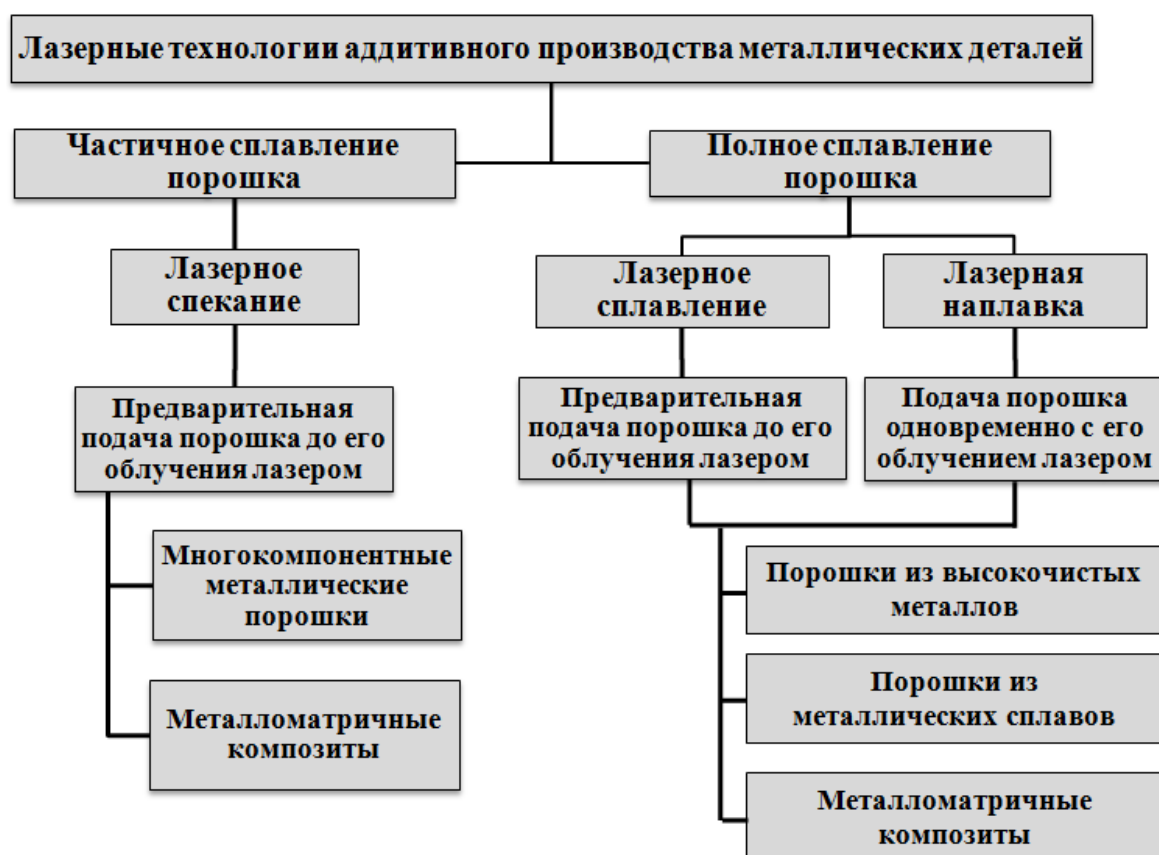 Лазерные технологии аддитивного производства металлических деталей
Частичное сплавление
порошка
Полное сплавление
порошка
Лазерное
спекание
Лазерное
сплавление
Лазерная
наплавка
Предварительная
подача порошка до его
облучения лазером
Предварительная
подача порошка до его
облучения лазером
Подача порошка
одновременно с его
облучением лазером
Многокомпонентные
металлические
порошки
Металломатричные
композиты
Порошки из высокочистых
металлов
Порошки из
металлических сплавов
Металломатричные
композиты